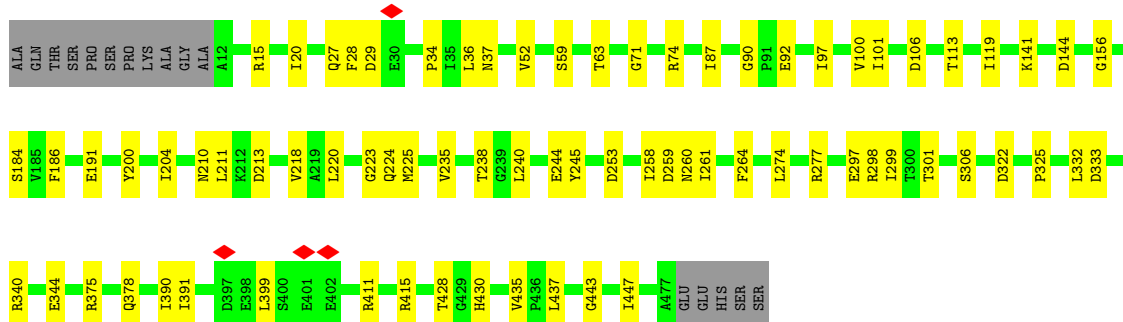 ALA GLN THR SER PRO SER PRO LYS ALA GLY ALA A12 R15 I20 Q27 F28 D29 E30 P34 I35 L36 N37 V52 S59 T63 G71 R74 I87 G90 P91 E92 I97 V100 I101 D106 T113 I119 K141 D144 G156
S184 V185 F186 E191 Y200 I204 N210 L211 K212 D213 V218 A219 L220 G223 Q224 M225 V235 T238 G239 L240 E244 Y245 D253 I258 D259 N260 I261 F264 L274 R277 E297 R298 I299 T300 T301 S306 D322 P325 L332 D333
R340 E344 R375 Q378 I390 I391 D397 E398 L399 S400 E401 E402 R411 R415 T428 G429 H430 V435 P436 L437 G443 I447 A477 GLU GLU HIS SER SER